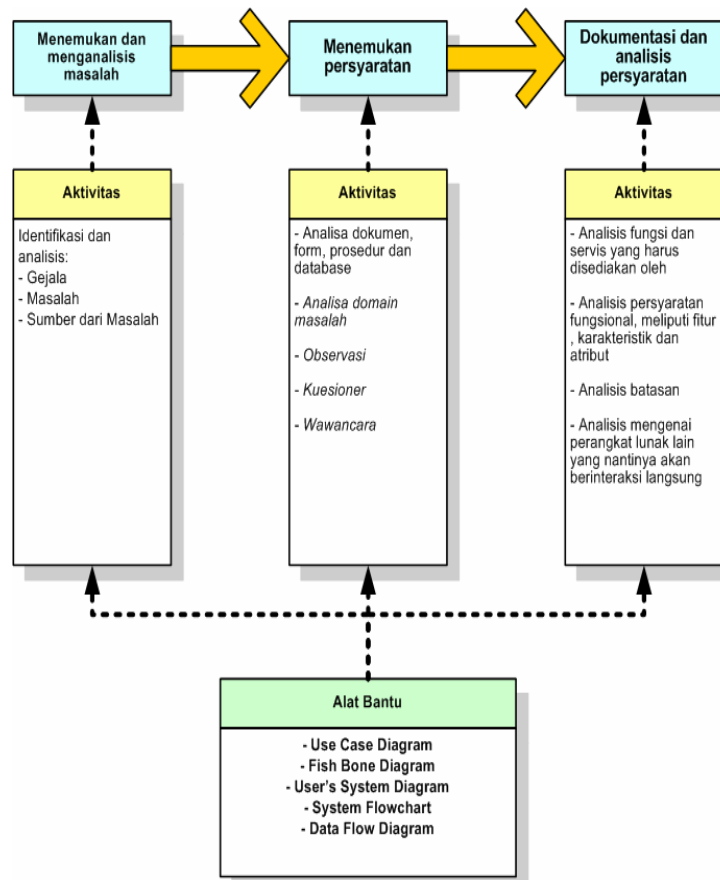 Menemukan dan
menganalisis
masalah
Menemukan
persyaratan
Dokumentasi dan
analisis
persyaratan
Aktivitas
Identifikasi dan
analisis:
- Gejala
- Masalah
- Sumber dari Masalah
Aktivitas
- Analisa dokumen,
form, prosedur dan
database
- Analisa domain
masalah
- Observasi
- Kuesioner
- Wawancara
Aktivitas
- Analisis fungsi dan
servis yang harus
disediakan oleh
- Analisis persyaratan
fungsional, meliputi fitur
, karakteristik dan
atribut
- Analisis batasan
- Analisis mengenai
perangkat lunak lain
yang nantinya akan
berinteraksi langsung
Alat Bantu
- Use Case Diagram
- Fish Bone Diagram
- User's System Diagram
- System Flowchart
- Data Flow Diagram